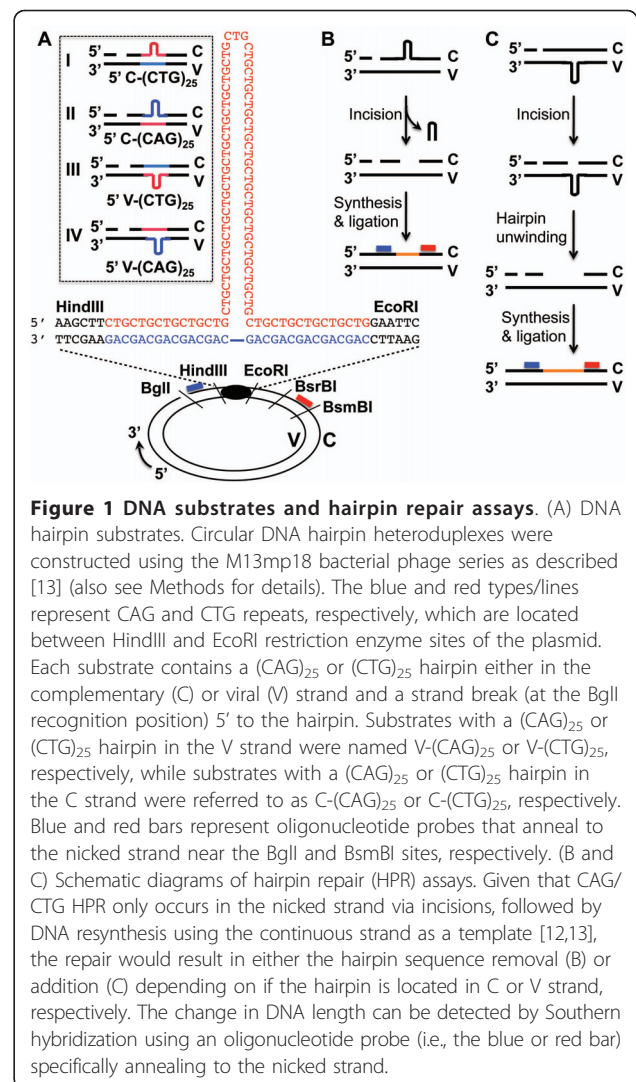 A
I
5′
3′
C
V
5′ C-(CTG)25
II
5′
3′
C
V
5′ C-(CAG)25
III
5′
3′
C
V
5′ V-(CTG)25
IV
5′
3′
C
V
5′ V-(CAG)25
CTG
HindIII
EcoRI
5′ AAGCTTCTGCTGCTGCTGCTG CTGCTGCTGCTGCTGGAATTC
3′ TTCGAAGACGACGACGACGAC—GACGACGACGACGACCTTAAG
HindIII EcoRI
BglI
BsrBI
BsmBI
3′
5′
V C
B
5′
3′
C
V
Incision
C
V
Synthesis
& ligation
C
V
C
5′
3′
C
V
Incision
C
V
Hairpin
unwinding
C
V
Synthesis
& ligation
C
V
Figure 1 DNA substrates and hairpin repair assays. (A) DNA
hairpin substrates. Circular DNA hairpin heteroduplexes were
constructed using the M13mp18 bacterial phage series as described
[13] (also see Methods for details). The blue and red types/lines
represent CAG and CTG repeats, respectively, which are located
between HindIII and EcoRI restriction enzyme sites of the plasmid.
Each substrate contains a (CAG)25 or (CTG)25 hairpin either in the
complementary (C) or viral (V) strand and a strand break (at the BglI
recognition position) 5′ to the hairpin. Substrates with a (CAG)25 or
(CTG)25 hairpin in the V strand were named V-(CAG)25 or V-(CTG)25,
respectively, while substrates with a (CAG)25 or (CTG)25 hairpin in
the C strand were referred to as C-(CAG)25 or C-(CTG)25, respectively.
Blue and red bars represent oligonucleotide probes that anneal to
the nicked strand near the BglI and BsmBI sites, respectively. (B and
C) Schematic diagrams of hairpin repair (HPR) assays. Given that CAG/
CTG HPR only occurs in the nicked strand via incisions, followed by
DNA resynthesis using the continuous strand as a template [12,13],
the repair would result in either the hairpin sequence removal (B) or
addition (C) depending on if the hairpin is located in C or V strand,
respectively. The change in DNA length can be detected by Southern
hybridization using an oligonucleotide probe (i.e., the blue or red bar)
specifically annealing to the nicked strand.